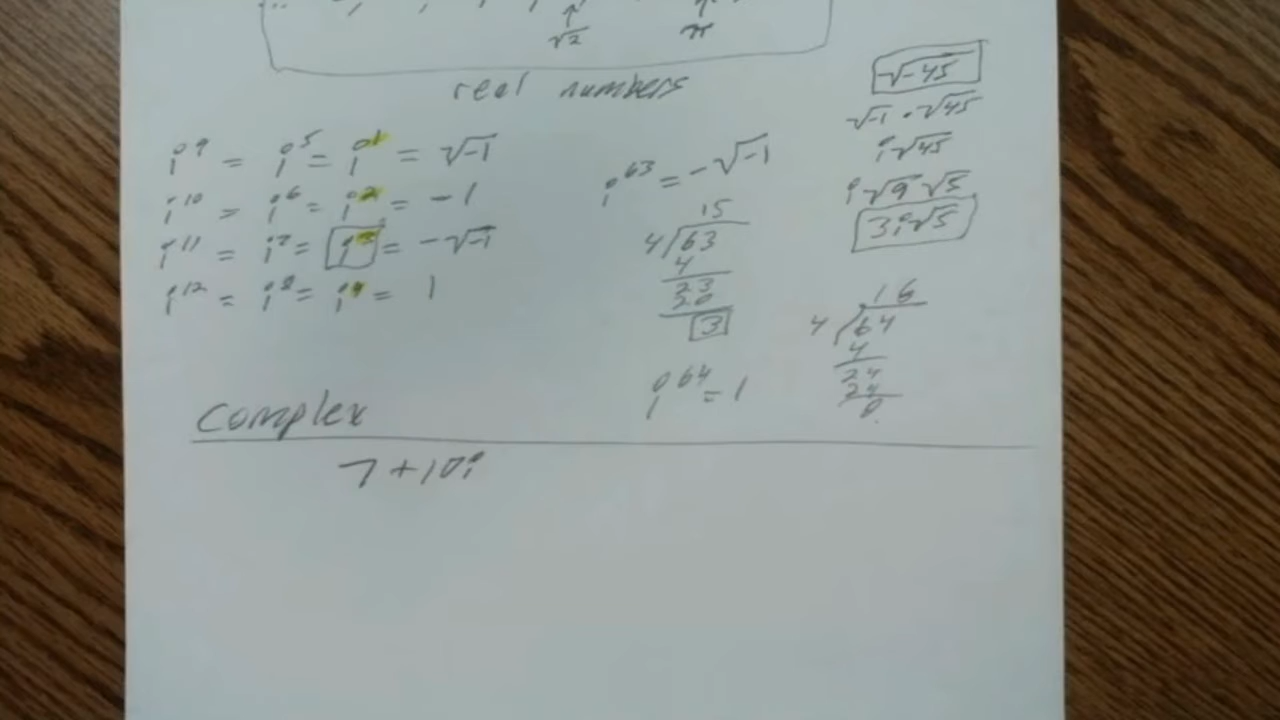 √2 π
real numbers
i⁹ = i⁵ = i¹ = √-1
i¹⁰ = i⁶ = i² = -1
i¹¹ = i⁷ = i³ = -√-1
i¹² = i⁸ = i⁴ = 1
i⁶³ = -√-1
15
4 63
4
23
20
3
i⁶⁴ = 1
√-45
√-1 · √45
i√45
i√9 √5
3i√5
16
4 64
4
24
24
0
Complex
7 + 10i